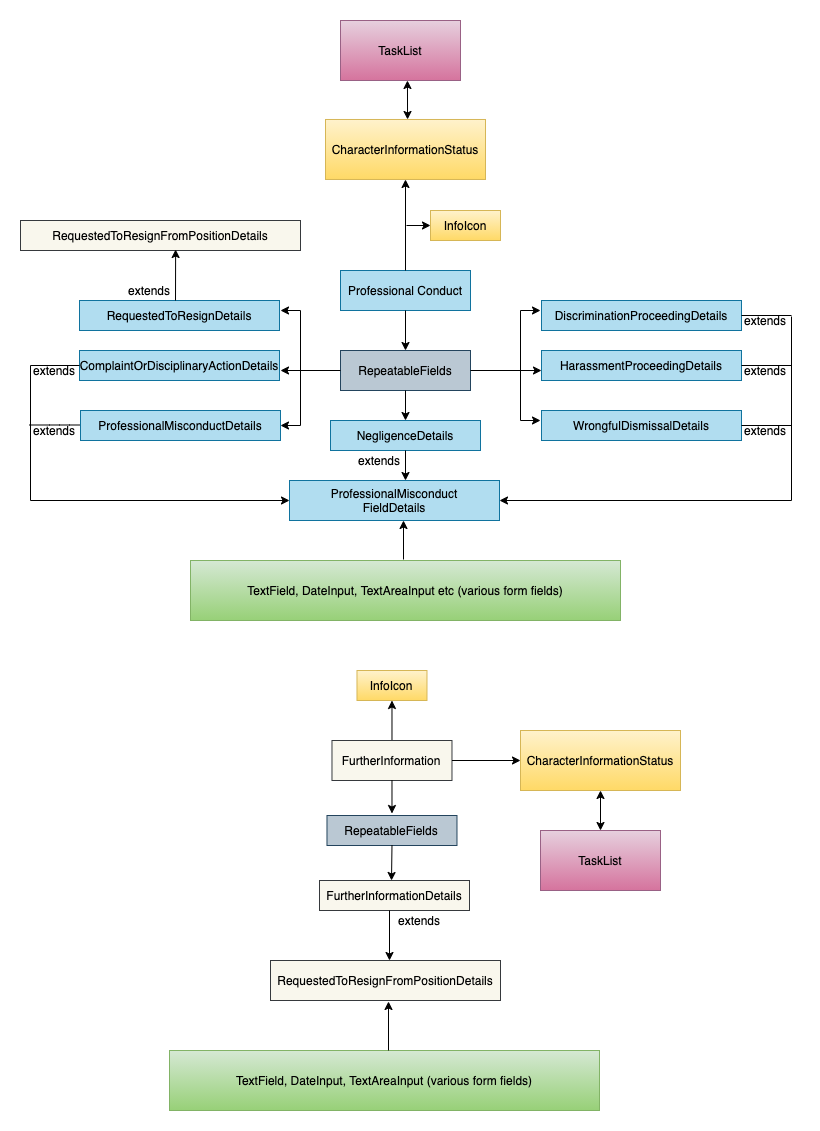 TaskList
CharacterInformationStatus
InfoIcon
RequestedToResignFromPositionDetails
Professional Conduct
extends
RequestedToResignDetails
DiscriminationProceedingDetails
extends
ComplaintOrDisciplinaryActionDetails
extends
RepeatableFields
HarassmentProceedingDetails
extends
ProfessionalMisconductDetails
extends
NegligenceDetails
WrongfulDismissalDetails
extends
extends
ProfessionalMisconduct
FieldDetails
TextField, DateInput, TextAreaInput etc (various form fields)
InfoIcon
FurtherInformation
CharacterInformationStatus
RepeatableFields
TaskList
FurtherInformationDetails
extends
RequestedToResignFromPositionDetails
TextField, DateInput, TextAreaInput (various form fields)